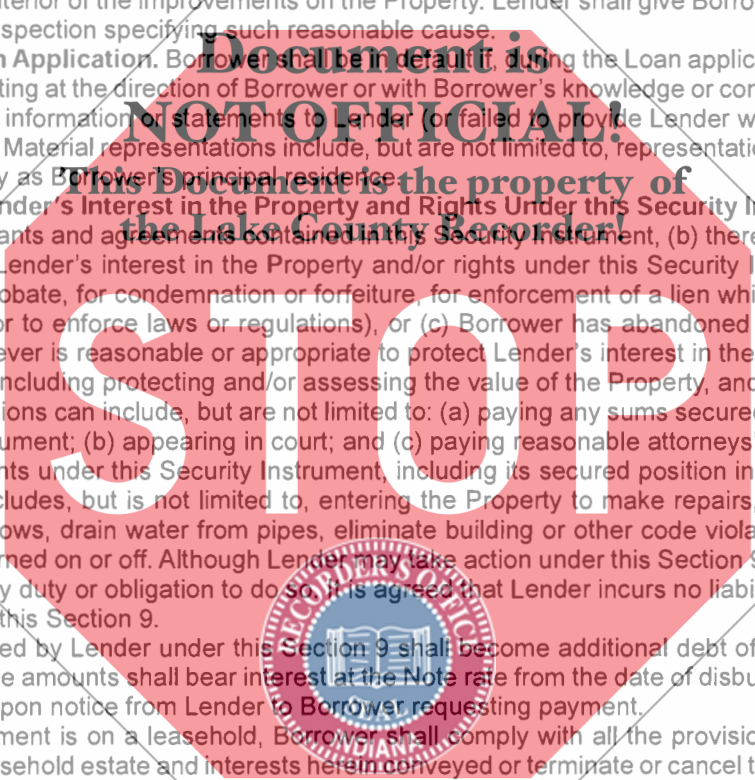 terior of the improvements on the Property. Lender shall give Borro
spection specifying such reasonable cause.
Document is
n Application. Borrower shall be in default if, during the Loan applic
ting at the direction of Borrower or with Borrower's knowledge or con
NOT OFFICIAL!
information or statements to Lender (or failed to provide Lender w
Material representations include, but are not limited to, representatio
This Document is the property of
y as Borrower's principal residence.
nder's Interest in the Property and Rights Under this Security I
the Lake County Recorder!
ants and agreements contained in this Security Instrument, (b) there
Lender's interest in the Property and/or rights under this Security I
obate, for condemnation or forfeiture, for enforcement of a lien whi
or to enforce laws or regulations), or (c) Borrower has abandoned
ever is reasonable or appropriate to protect Lender's interest in the
ncluding protecting and/or assessing the value of the Property, and
STOP
ions can include, but are not limited to: (a) paying any sums secured
ument; (b) appearing in court; and (c) paying reasonable attorneys
nts under this Security Instrument, including its secured position in
cludes, but is not limited to, entering the Property to make repairs
ows, drain water from pipes, eliminate building or other code viola
rned on or off. Although Lender may take action under this Section 9
y duty or obligation to do so. It is agreed that Lender incurs no liabi
this Section 9.
RECORDER'S OFFICE
ed by Lender under this Section 9 shall become additional debt of
e amounts shall bear interest at the Note rate from the date of disbu
pon notice from Lender to Borrower requesting payment.
SEAL
INDIANA
ment is on a leasehold, Borrower shall comply with all the provisio
sehold estate and interests herein conveyed or terminate or cancel t